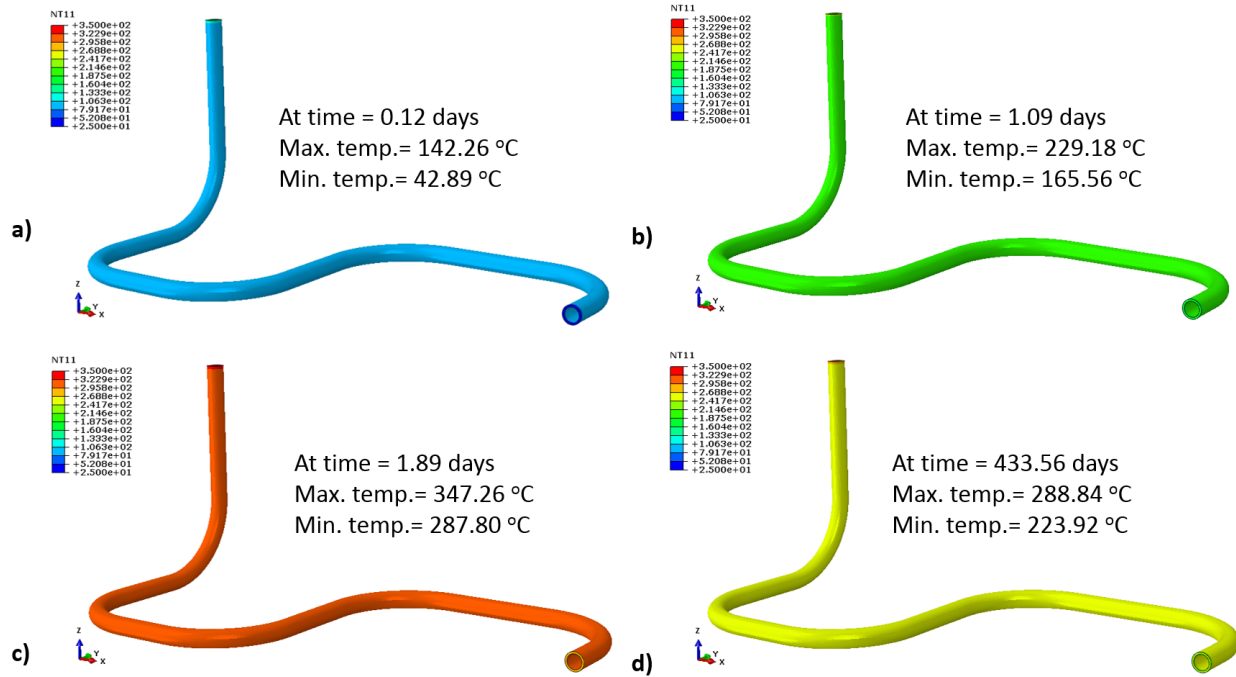 NT11
+3.500e+02
+3.229e+02
+2.958e+02
+2.688e+02
+2.417e+02
+2.146e+02
+1.875e+02
+1.604e+02
+1.333e+02
+1.063e+02
+7.917e+01
+5.208e+01
+2.500e+01
At time = 0.12 days
Max. temp.= 142.26 °C
Min. temp.= 42.89 °C
a)
Z
Y
X
NT11
+3.500e+02
+3.229e+02
+2.958e+02
+2.688e+02
+2.417e+02
+2.146e+02
+1.875e+02
+1.604e+02
+1.333e+02
+1.063e+02
+7.917e+01
+5.208e+01
+2.500e+01
At time = 1.09 days
Max. temp.= 229.18 °C
Min. temp.= 165.56 °C
b)
Z
Y
X
NT11
+3.500e+02
+3.229e+02
+2.958e+02
+2.688e+02
+2.417e+02
+2.146e+02
+1.875e+02
+1.604e+02
+1.333e+02
+1.063e+02
+7.917e+01
+5.208e+01
+2.500e+01
At time = 1.89 days
Max. temp.= 347.26 °C
Min. temp.= 287.80 °C
c)
Z
Y
X
NT11
+3.500e+02
+3.229e+02
+2.958e+02
+2.688e+02
+2.417e+02
+2.146e+02
+1.875e+02
+1.604e+02
+1.333e+02
+1.063e+02
+7.917e+01
+5.208e+01
+2.500e+01
At time = 433.56 days
Max. temp.= 288.84 °C
Min. temp.= 223.92 °C
d)
Z
Y
X